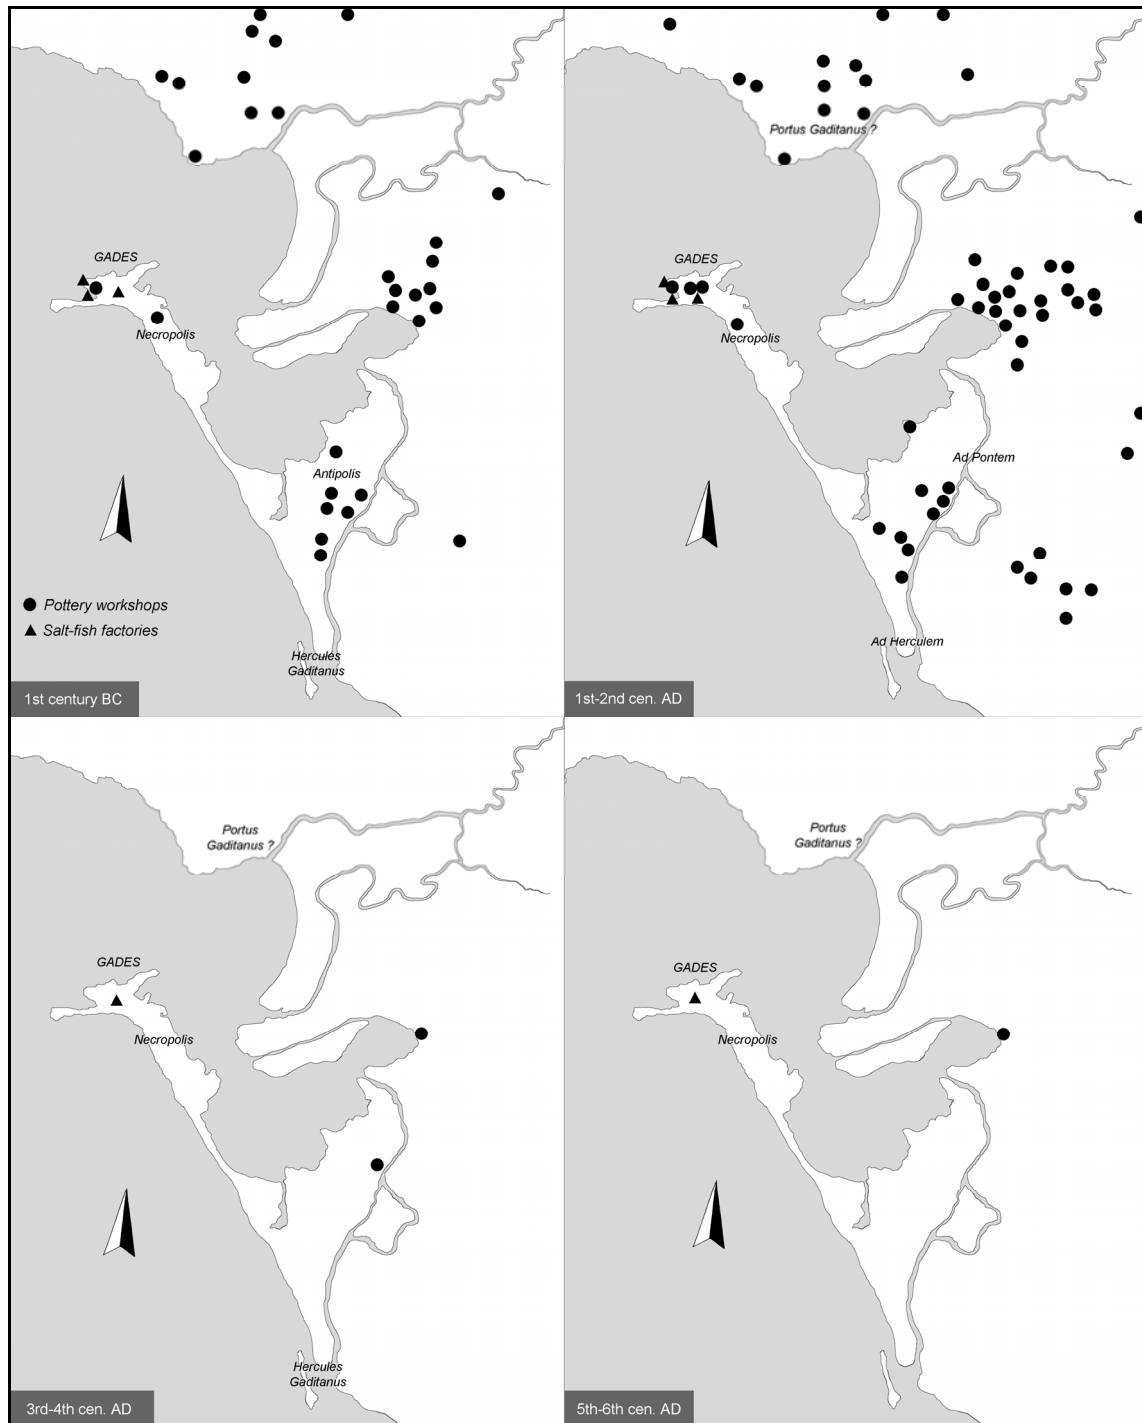 GADES
Necropolis
Antipolis
Pottery workshops
Salt-fish factories
Hercules
Gaditanus
1st century BC
Portus Gaditanus ?
GADES
Necropolis
Ad Pontem
Ad Herculem
1st-2nd cen. AD
Portus
Gaditanus ?
GADES
Necropolis
Hercules
Gaditanus
3rd-4th cen. AD
Portus
Gaditanus ?
GADES
Necropolis
5th-6th cen. AD